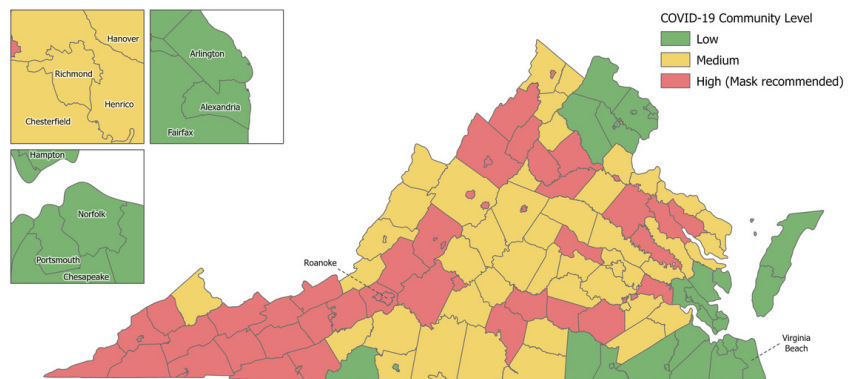 COVID-19 Community Level
Low
Medium
High (Mask recommended)
Hanover
Richmond
Henrico
Chesterfield
Arlington
Alexandria
Fairfax
Hampton
Norfolk
Portsmouth
Chesapeake
Roanoke
Virginia
Beach